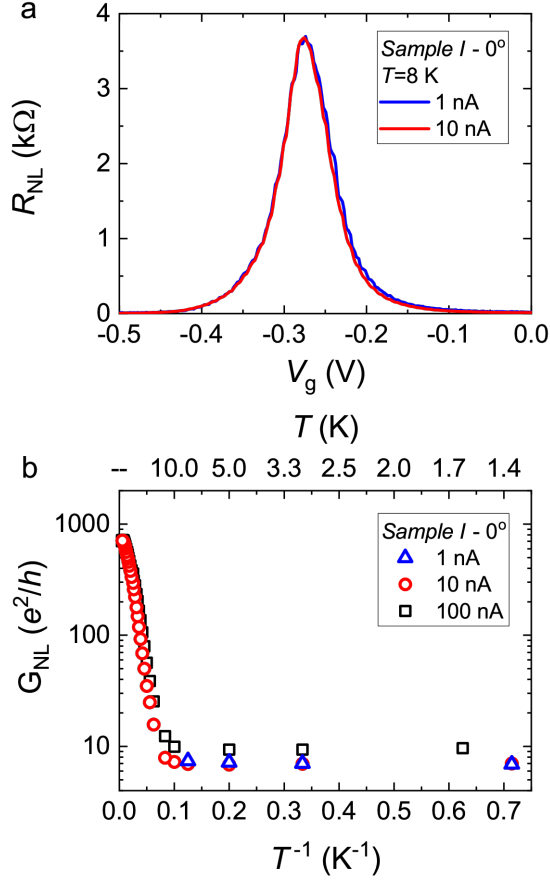 a
4
3
2
1
0
R_NL (kΩ)
Sample I - 0°
T=8 K
1 nA
10 nA
-0.5 -0.4 -0.3 -0.2 -0.1 0.0
V_g (V)
T (K)
b
-- 10.0 5.0 3.3 2.5 2.0 1.7 1.4
1000
100
10
G_NL (e²/h)
Sample I - 0°
1 nA
10 nA
100 nA
0.0 0.1 0.2 0.3 0.4 0.5 0.6 0.7
T⁻¹ (K⁻¹)